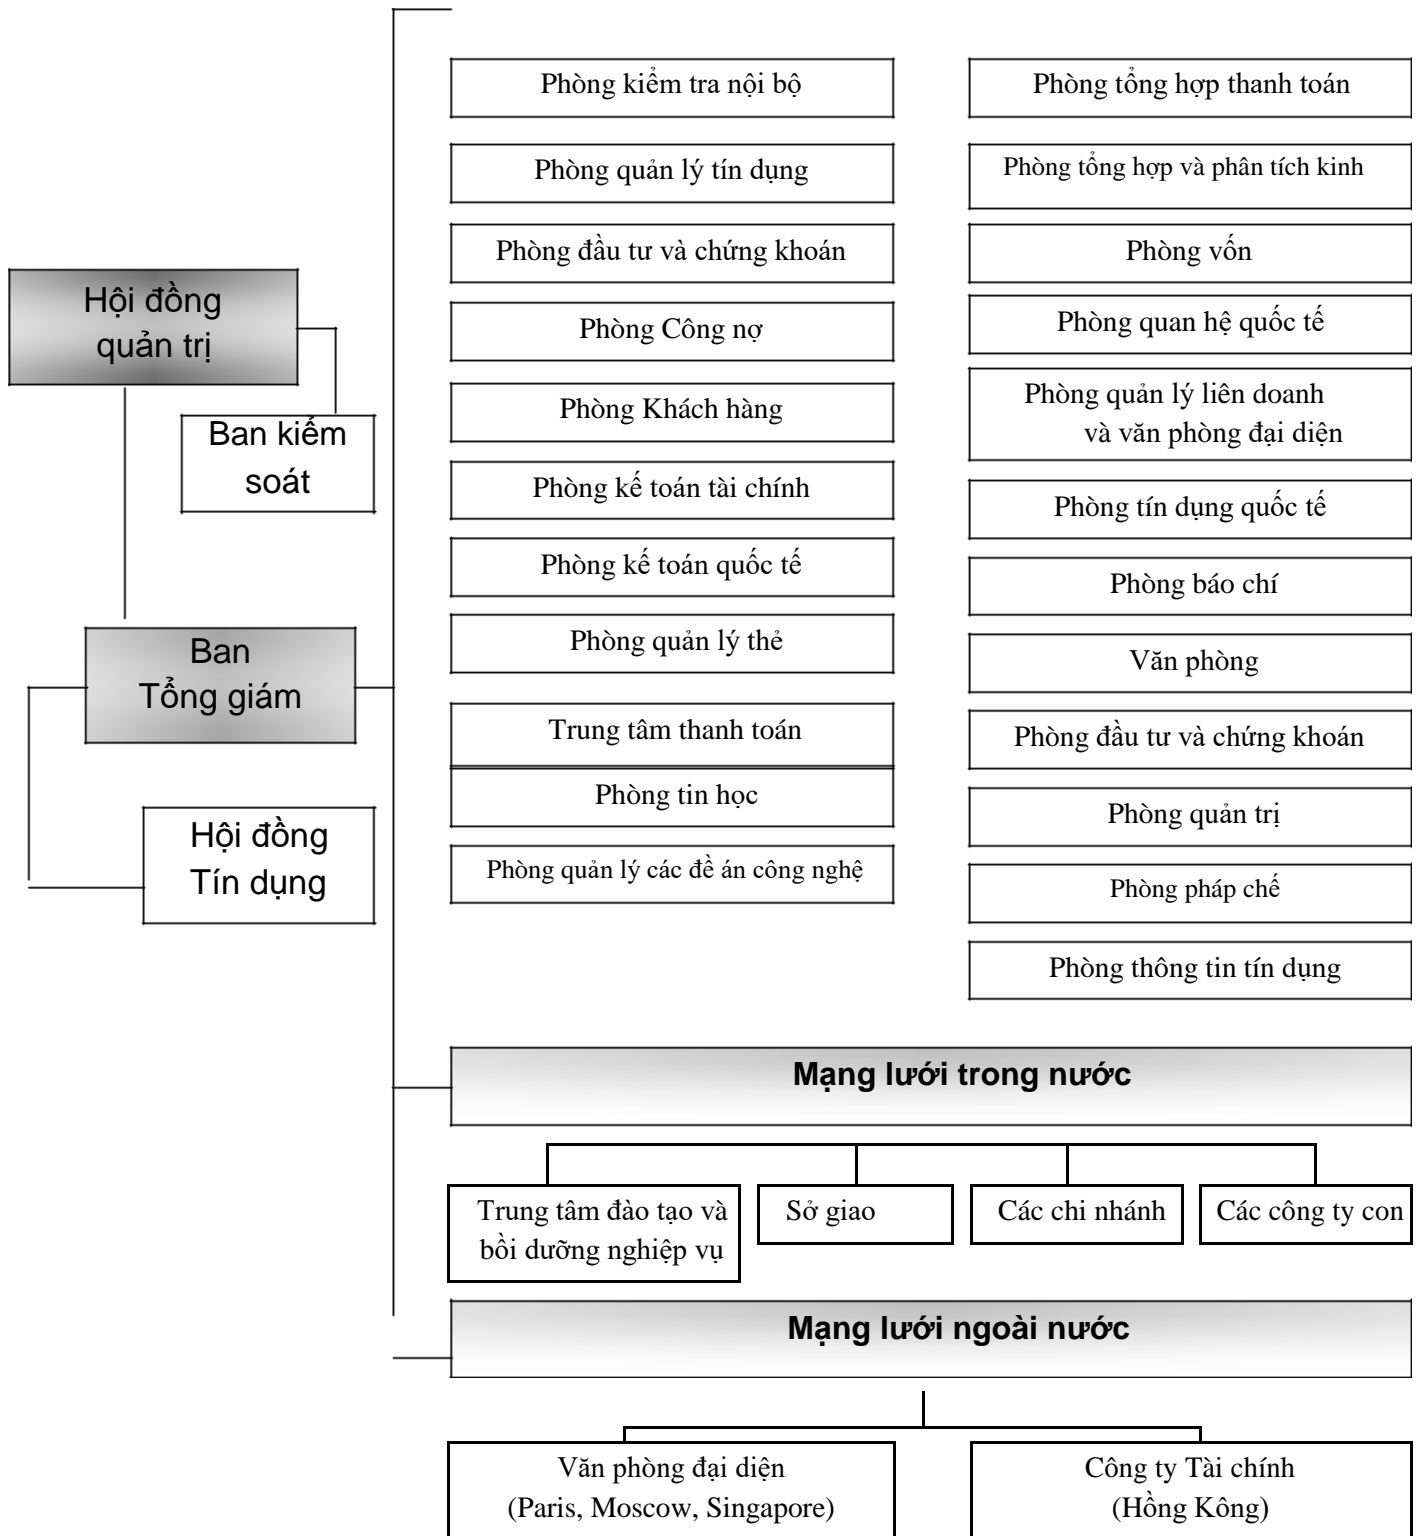 Hội đồng
quản trị
Ban kiểm
soát
Ban
Tổng giám
Hội đồng
Tín dụng
Phòng kiểm tra nội bộ
Phòng quản lý tín dụng
Phòng đầu tư và chứng khoán
Phòng Công nợ
Phòng Khách hàng
Phòng kế toán tài chính
Phòng kế toán quốc tế
Phòng quản lý thẻ
Trung tâm thanh toán
Phòng tin học
Phòng quản lý các đề án công nghệ
Phòng tổng hợp thanh toán
Phòng tổng hợp và phân tích kinh
Phòng vốn
Phòng quan hệ quốc tế
Phòng quản lý liên doanh
và văn phòng đại diện
Phòng tín dụng quốc tế
Phòng báo chí
Văn phòng
Phòng đầu tư và chứng khoán
Phòng quản trị
Phòng pháp chế
Phòng thông tin tín dụng
Mạng lưới trong nước
Trung tâm đào tạo và
bồi dưỡng nghiệp vụ
Sở giao
Các chi nhánh
Các công ty con
Mạng lưới ngoài nước
Văn phòng đại diện
(Paris, Moscow, Singapore)
Công ty Tài chính
(Hồng Kông)